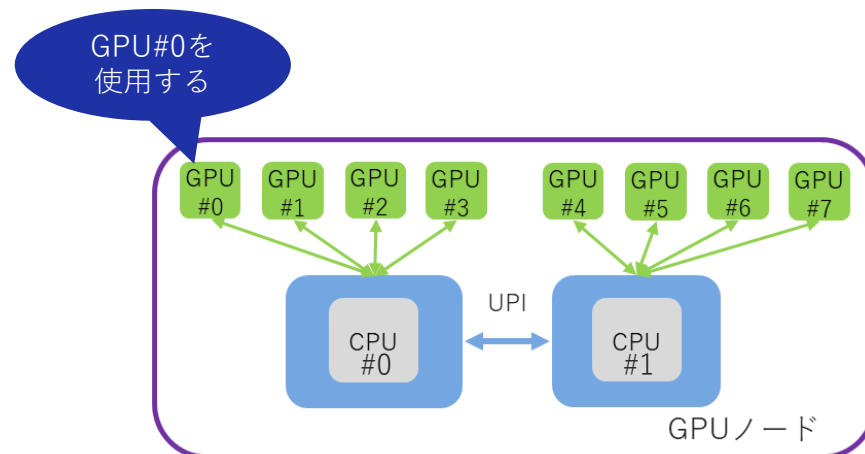 GPU#0を
使用する
GPU
#0
GPU
#1
GPU
#2
GPU
#3
GPU
#4
GPU
#5
GPU
#6
GPU
#7
UPI
CPU
#0
CPU
#1
GPUノード